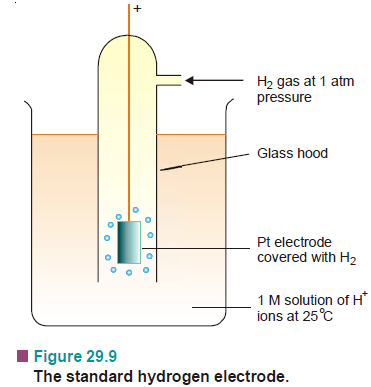 +
H₂ gas at 1 atm
pressure
Glass hood
Pt electrode
covered with H₂
1 M solution of H⁺
ions at 25°C
Figure 29.9
The standard hydrogen electrode.